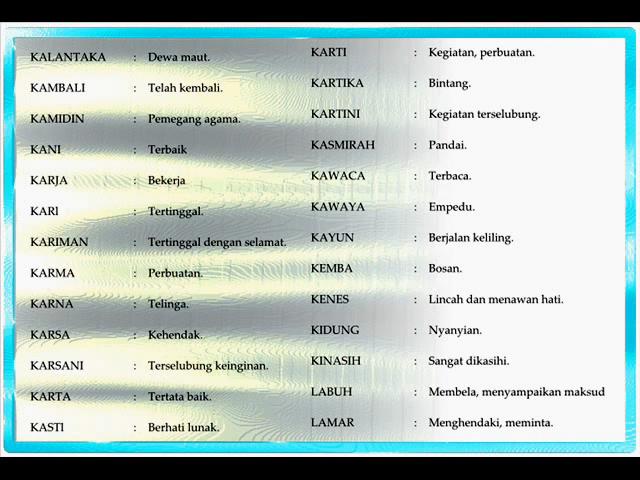 KALANTAKA : Dewa maut.
KAMBALI : Telah kembali.
KAMIDIN : Pemegang agama.
KANI : Terbaik
KARJA : Bekerja
KARI : Tertinggal.
KARIMAN : Tertinggal dengan selamat.
KARMA : Perbuatan.
KARNA : Telinga.
KARSA : Kehendak.
KARSANI : Terselubung keinginan.
KARTA : Tertata baik.
KASTI : Berhati lunak.
KARTI : Kegiatan, perbuatan.
KARTIKA : Bintang.
KARTINI : Kegiatan terselubung.
KASMIRAH : Pandai.
KAWACA : Terbaca.
KAWAYA : Empedu.
KAYUN : Berjalan keliling.
KEMBA : Bosan.
KENES : Lincah dan menawan hati.
KIDUNG : Nyanyian.
KINASIH : Sangat dikasihi.
LABUH : Membela, menyampaikan maksud
LAMAR : Menghendaki, meminta.